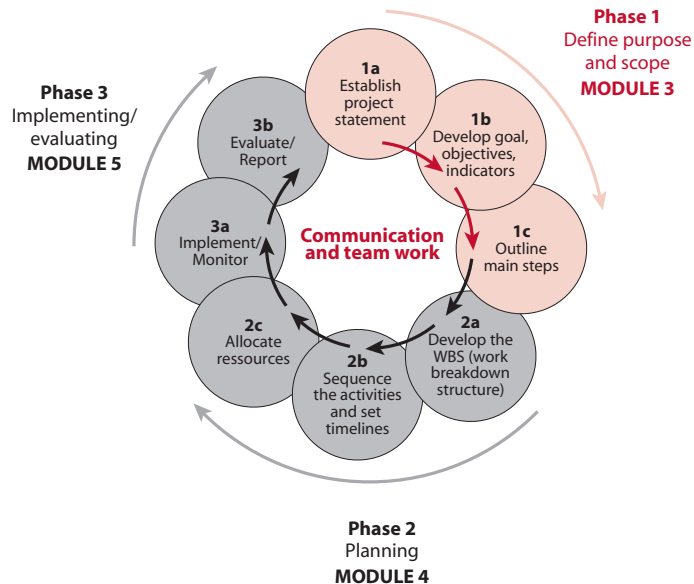 Phase 1
Define purpose
and scope
MODULE 3
1a
Establish
project
statement
1b
Develop goal,
objectives,
indicators
1c
Outline
main steps
2a
Develop the
WBS (work
breakdown
structure)
2b
Sequence
the activities
and set
timelines
2c
Allocate
ressources
3a
Implement/
Monitor
3b
Evaluate/
Report
Communication
and team work
Phase 3
Implementing/
evaluating
MODULE 5
Phase 2
Planning
MODULE 4